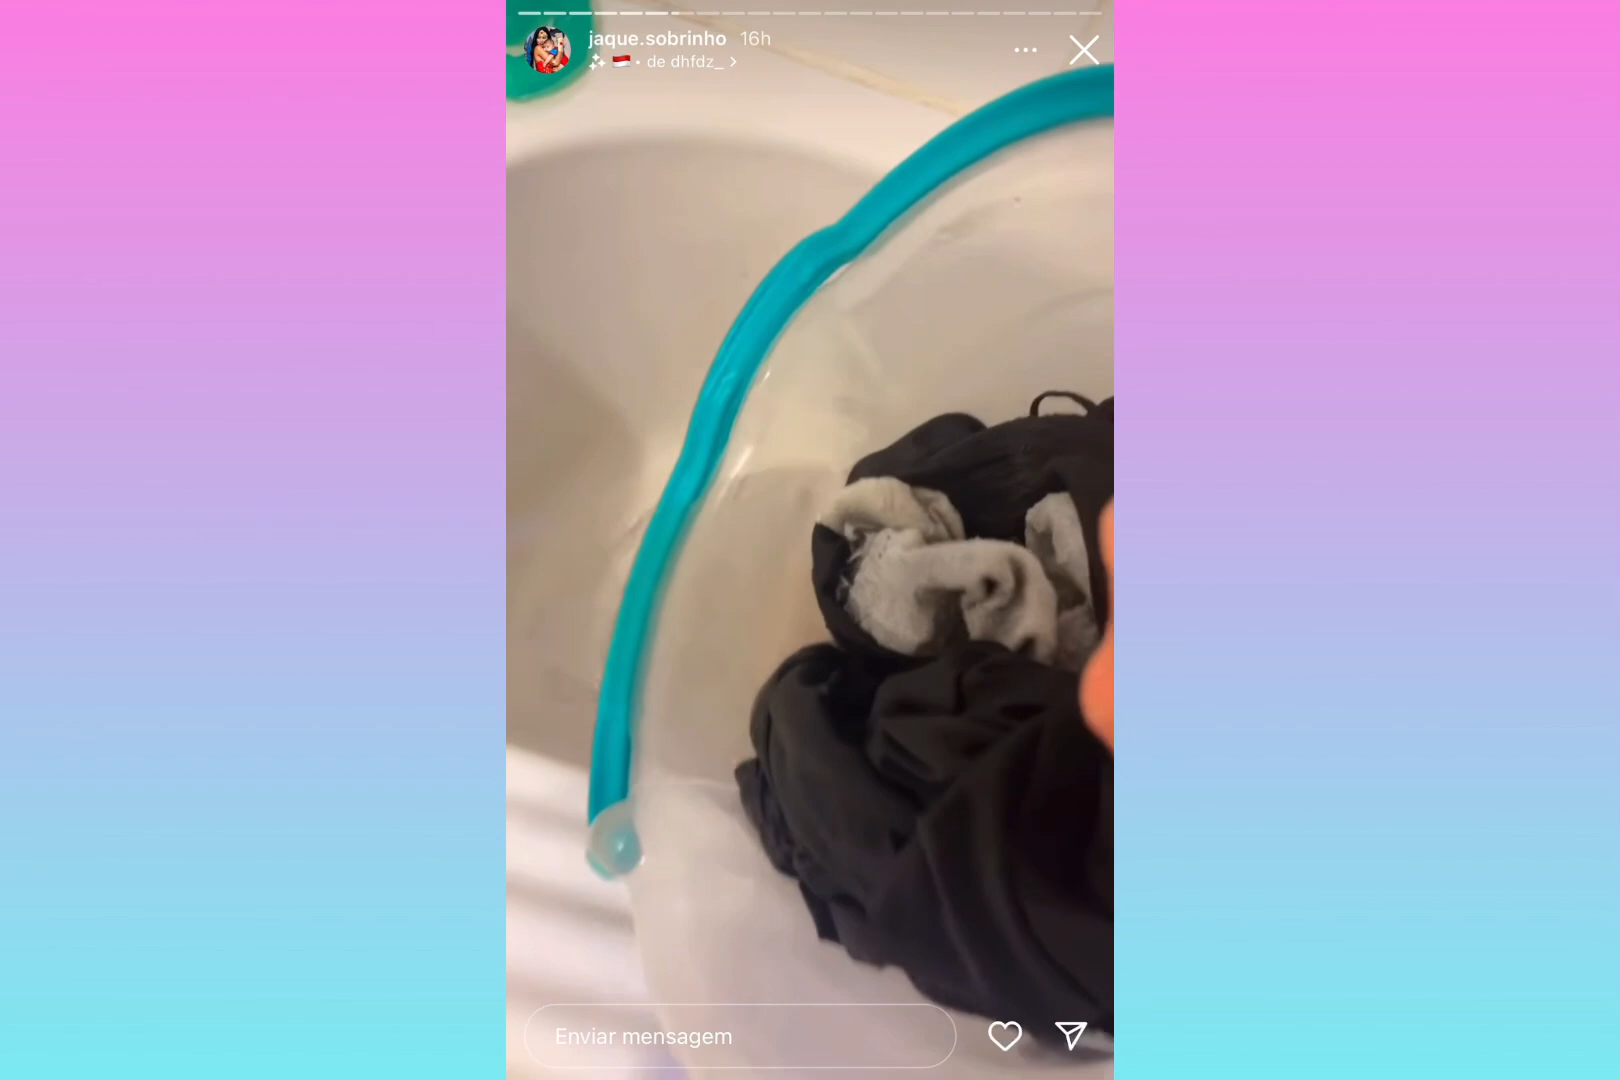 jaque.sobrinho 16h
✨ 🇮🇩 • de dhfdz_ >
Enviar mensagem